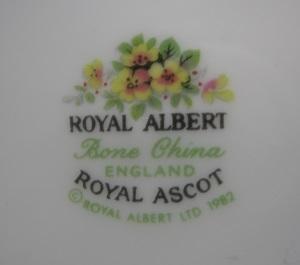 ROYAL ALBERT
Bone China
ENGLAND
ROYAL ASCOT
© ROYAL ALBERT LTD 1982